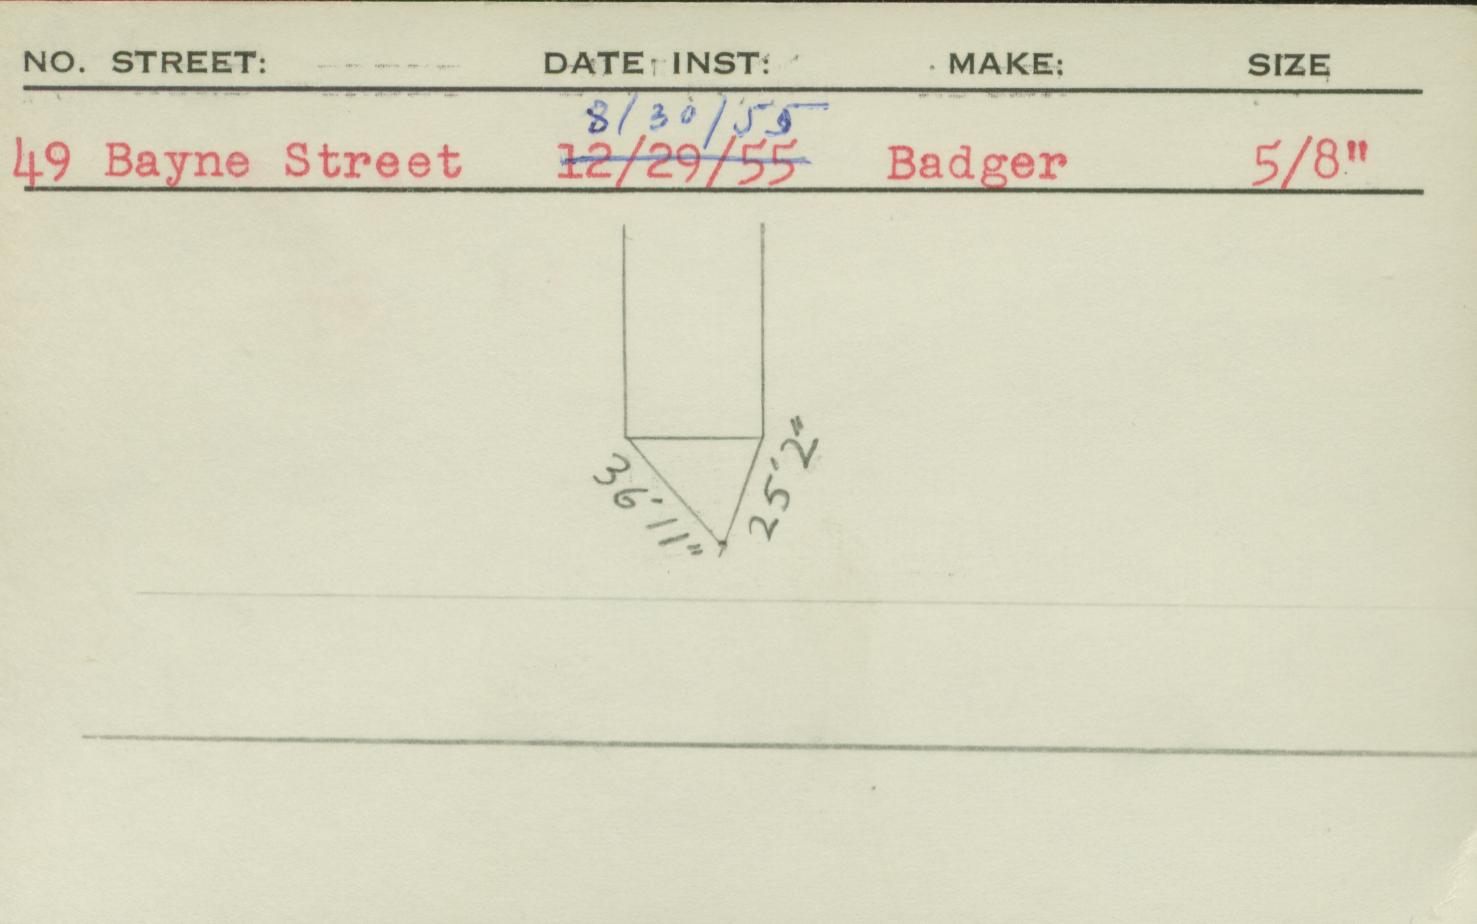 NO. STREET: DATE INST: MAKE: SIZE
8/30/55
49 Bayne Street 12/29/55 Badger 5/8"
36'11" 25'2"